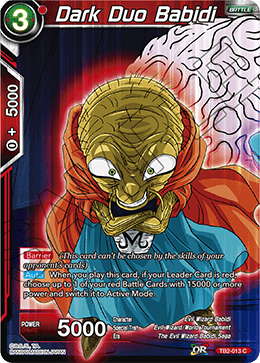 3 Dark Duo Babidi BATTLE
+ 5000
Barrier (This card can't be chosen by the skills of your
opponent's cards)
Auto When you play this card, if your Leader Card is red,
choose up to 1 of your red Battle Cards with 15000 or more
power and switch it to Active Mode.
POWER
5000
Character Evil Wizard Babidi
Special Trait Evil Wizard/World Tournament
Era The Evil Wizard Babidi Saga
TB2-013 C